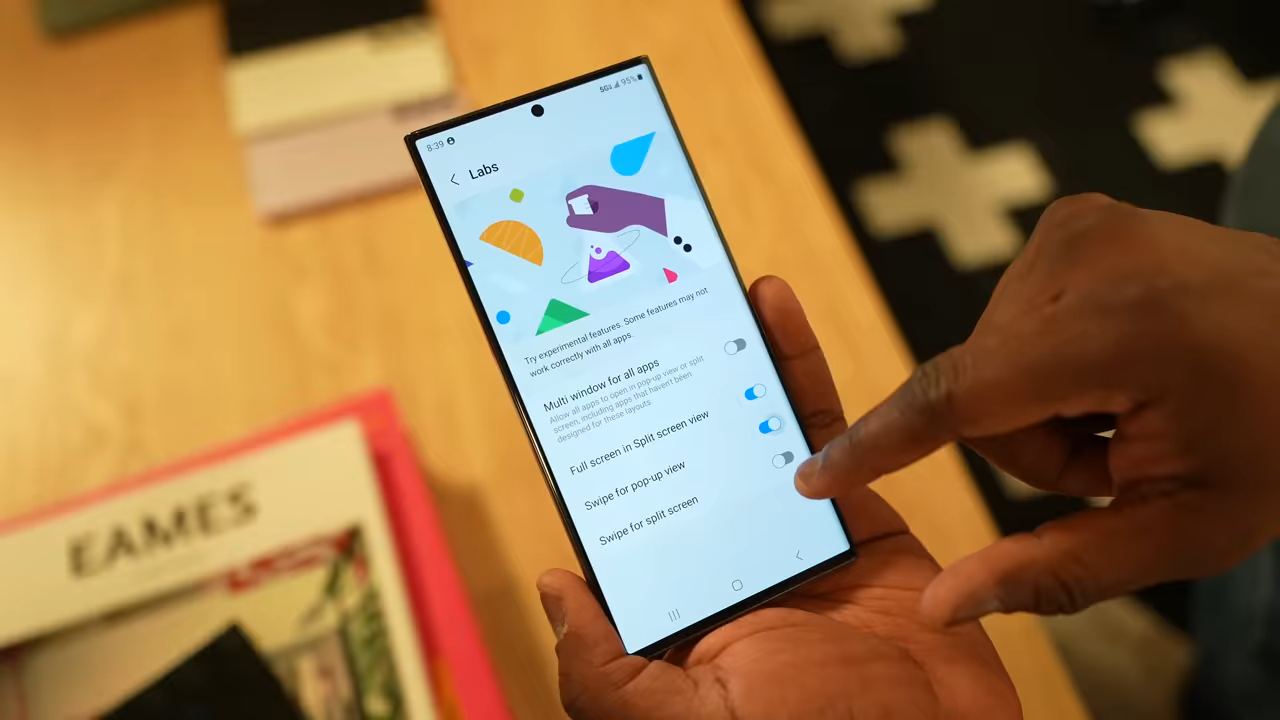 8:39
5G 95%
Labs
Try experimental features. Some features may not
work correctly with all apps.
Multi window for all apps
Allow all apps to open in pop-up view or split
screen, including apps that haven't been
designed for these layouts.
Full screen in Split screen view
Swipe for pop-up view
Swipe for split screen
EAMES